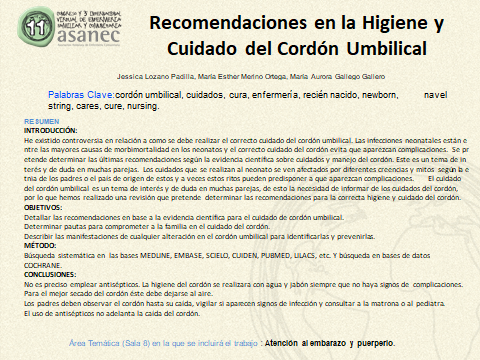 CONGRESO Y 3º INTERNACIONAL
VIRTUAL DE ENFERMERÍA
FAMILIAR Y COMUNITARIA
asanec
Recomendaciones en la Higiene y
Cuidado del Cordón Umbilical
Jessica Lozano Padilla, María Esther Merino Ortega, María Aurora Gallego Gallero
Palabras Clave:cordón umbilical, cuidados, cura, enfermería, recién nacido, newborn, navel
string, cares, cure, nursing.
RESUMEN
INTRODUCCIÓN:
He existido controversia en relación a como se debe realizar el correcto cuidado del cordón umbilical. Las infecciones neonatales están e
ntre las mayores causas de morbimortalidad en los neonatos y el correcto cuidado del cordón evita que aparezcan complicaciones. Se pr
etende determinar las últimas recomendaciones según la evidencia científica sobre cuidados y manejo del cordón. Este es un tema de in
terés y de duda en muchas parejas. Los cuidados que se realizan al neonato se ven afectados por diferentes creencias y mitos según la e
tnia de los padres o el país de origen de estos y a veces estos ritos pueden predisponer a que aparezcan complicaciones. El cuidado
del cordón umbilical es un tema de interés y de duda en muchas parejas, de esto la necesidad de informar de los cuidados del cordón,
por lo que hemos realizado una revisión que pretende determinar las recomendaciones para la correcta higiene y cuidado del cordón.
OBJETIVOS:
Detallar las recomendaciones en base a la evidencia científica para el cuidado de cordón umbilical.
Determinar pautas para comprometer a la familia en el cuidado del cordón.
Describir las manifestaciones de cualquier alteración en el cordón umbilical para identificarlas y prevenirlas.
MÉTODO:
Búsqueda sistemática en las bases MEDLINE, EMBASE, SCIELO, CUIDEN, PUBMED, LILACS, etc. Y búsqueda en bases de datos
COCHRANE.
CONCLUSIONES:
No es preciso emplear antisépticos. La higiene del cordón se realizara con agua y jabón siempre que no haya signos de complicaciones.
Para el mejor secado del cordón éste debe dejarse al aire.
Los padres deben observar el cordón hasta su caída, vigilar si aparecen signos de infección y consultar a la matrona o al pediatra.
El uso de antisépticos no adelanta la caída del cordón.
Área Temática (Sala 8) en la que se incluirá el trabajo : Atención al embarazo y puerperio.